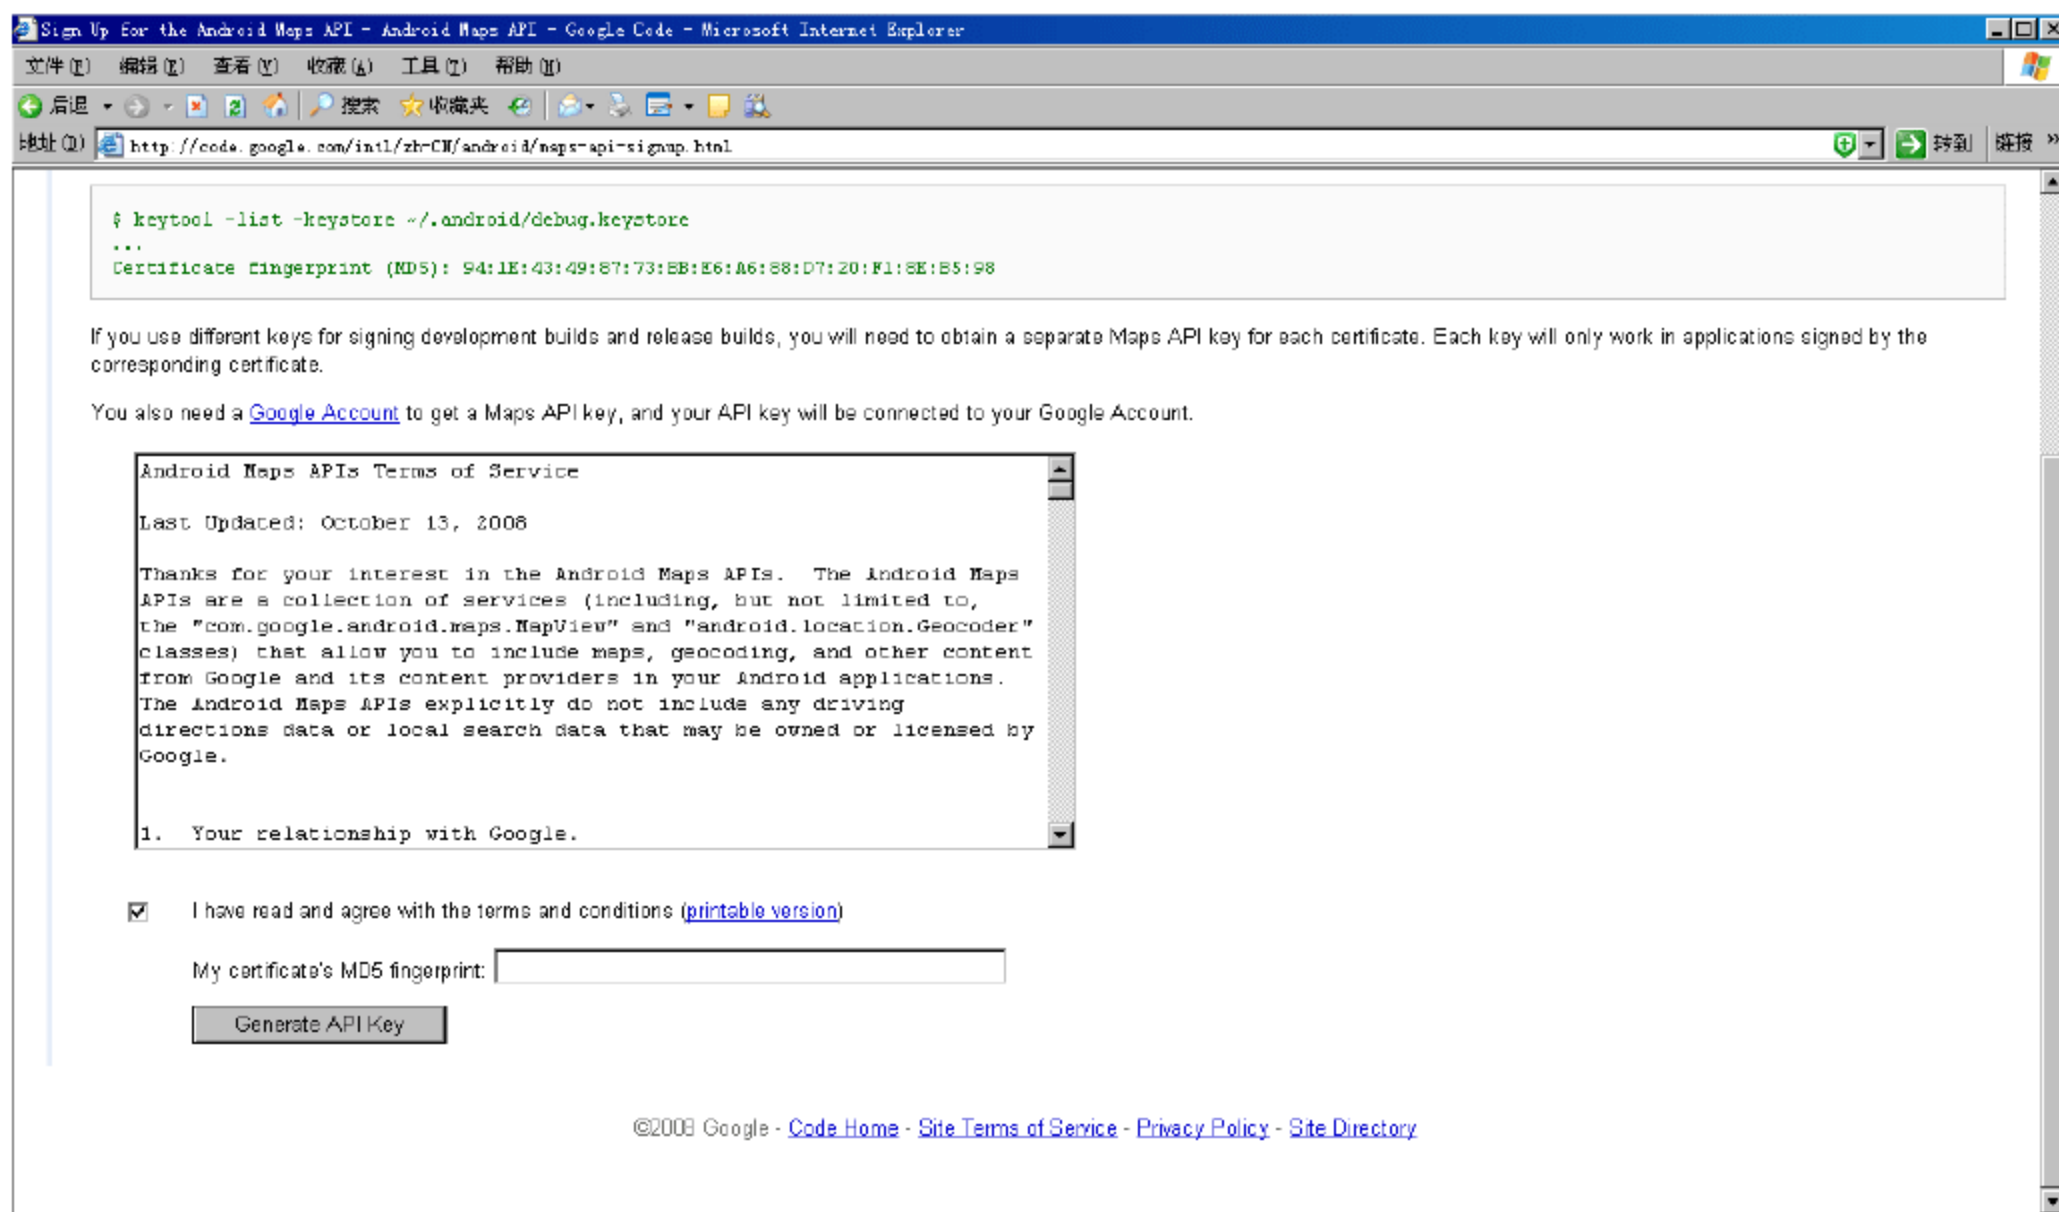 Sign Up for the Android Maps API - Android Maps API - Google Code - Microsoft Internet Explorer
文件(F) 编辑(E) 查看(V) 收藏(A) 工具(T) 帮助(H)
后退 搜索 收藏夹
地址(D) http://code.google.com/intl/zh-CN/android/maps-api-signup.html 转到 链接 »
$ keytool -list -keystore ~/.android/debug.keystore
...
Certificate fingerprint (MD5): 94:1E:43:49:87:73:BB:E6:A6:88:D7:20:F1:8E:B5:98
If you use different keys for signing development builds and release builds, you will need to obtain a separate Maps API key for each certificate. Each key will only work in applications signed by the
corresponding certificate.
You also need a Google Account to get a Maps API key, and your API key will be connected to your Google Account.
Android Maps APIs Terms of Service
Last Updated: October 13, 2008
Thanks for your interest in the Android Maps APIs.  The Android Maps
APIs are a collection of services (including, but not limited to,
the "com.google.android.maps.MapView" and "android.location.Geocoder"
classes) that allow you to include maps, geocoding, and other content
from Google and its content providers in your Android applications.
The Android Maps APIs explicitly do not include any driving
directions data or local search data that may be owned or licensed by
Google.
1.  Your relationship with Google.
I have read and agree with the terms and conditions (printable version)
My certificate's MD5 fingerprint:
Generate API Key
©2008 Google - Code Home - Site Terms of Service - Privacy Policy - Site Directory